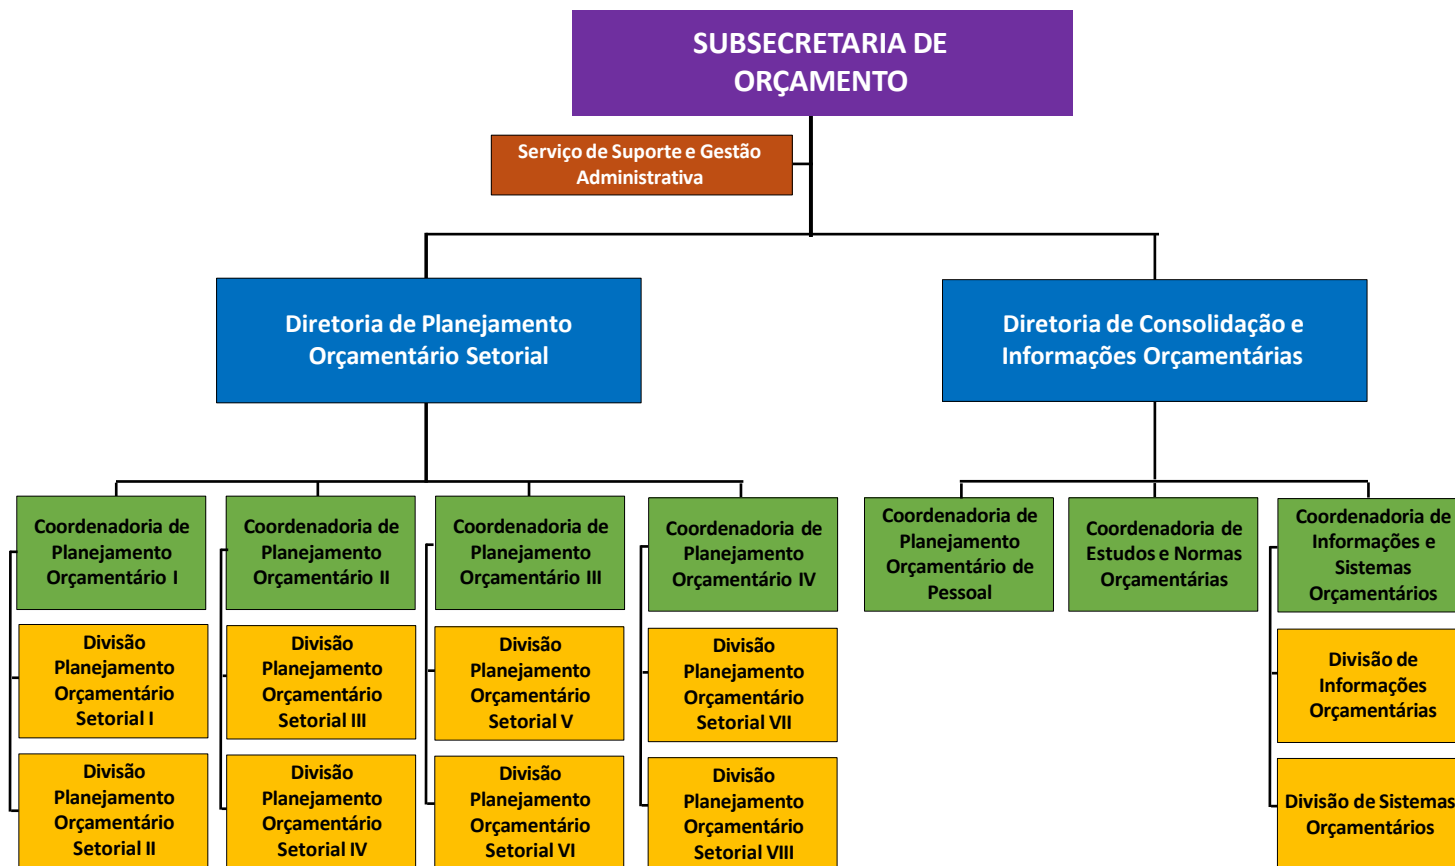 SUBSECRETARIA DE
ORÇAMENTO
Serviço de Suporte e Gestão
Administrativa
Diretoria de Planejamento
Orçamentário Setorial
Diretoria de Consolidação e
Informações Orçamentárias
Coordenadoria de
Planejamento
Orçamentário I
Coordenadoria de
Planejamento
Orçamentário II
Coordenadoria de
Planejamento
Orçamentário III
Coordenadoria de
Planejamento
Orçamentário IV
Coordenadoria de
Planejamento
Orçamentário de
Pessoal
Coordenadoria de
Estudos e Normas
Orçamentárias
Coordenadoria de
Informações e
Sistemas
Orçamentários
Divisão
Planejamento
Orçamentário
Setorial I
Divisão
Planejamento
Orçamentário
Setorial III
Divisão
Planejamento
Orçamentário
Setorial V
Divisão
Planejamento
Orçamentário
Setorial VII
Divisão de
Informações
Orçamentárias
Divisão
Planejamento
Orçamentário
Setorial II
Divisão
Planejamento
Orçamentário
Setorial IV
Divisão
Planejamento
Orçamentário
Setorial VI
Divisão
Planejamento
Orçamentário
Setorial VIII
Divisão de Sistemas
Orçamentários